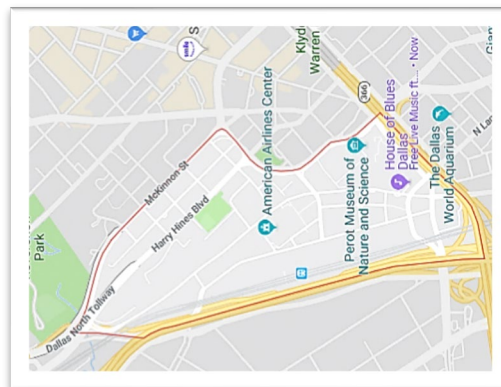 Klyde
Warren
366
American Airlines Center
McKinnon St
Harry Hines Blvd
Park
Dallas North Tollway
Perot Museum of
Nature and Science
House of Blues
Dallas
Free Live Music ft.... • Now
The Dallas
World Aquarium